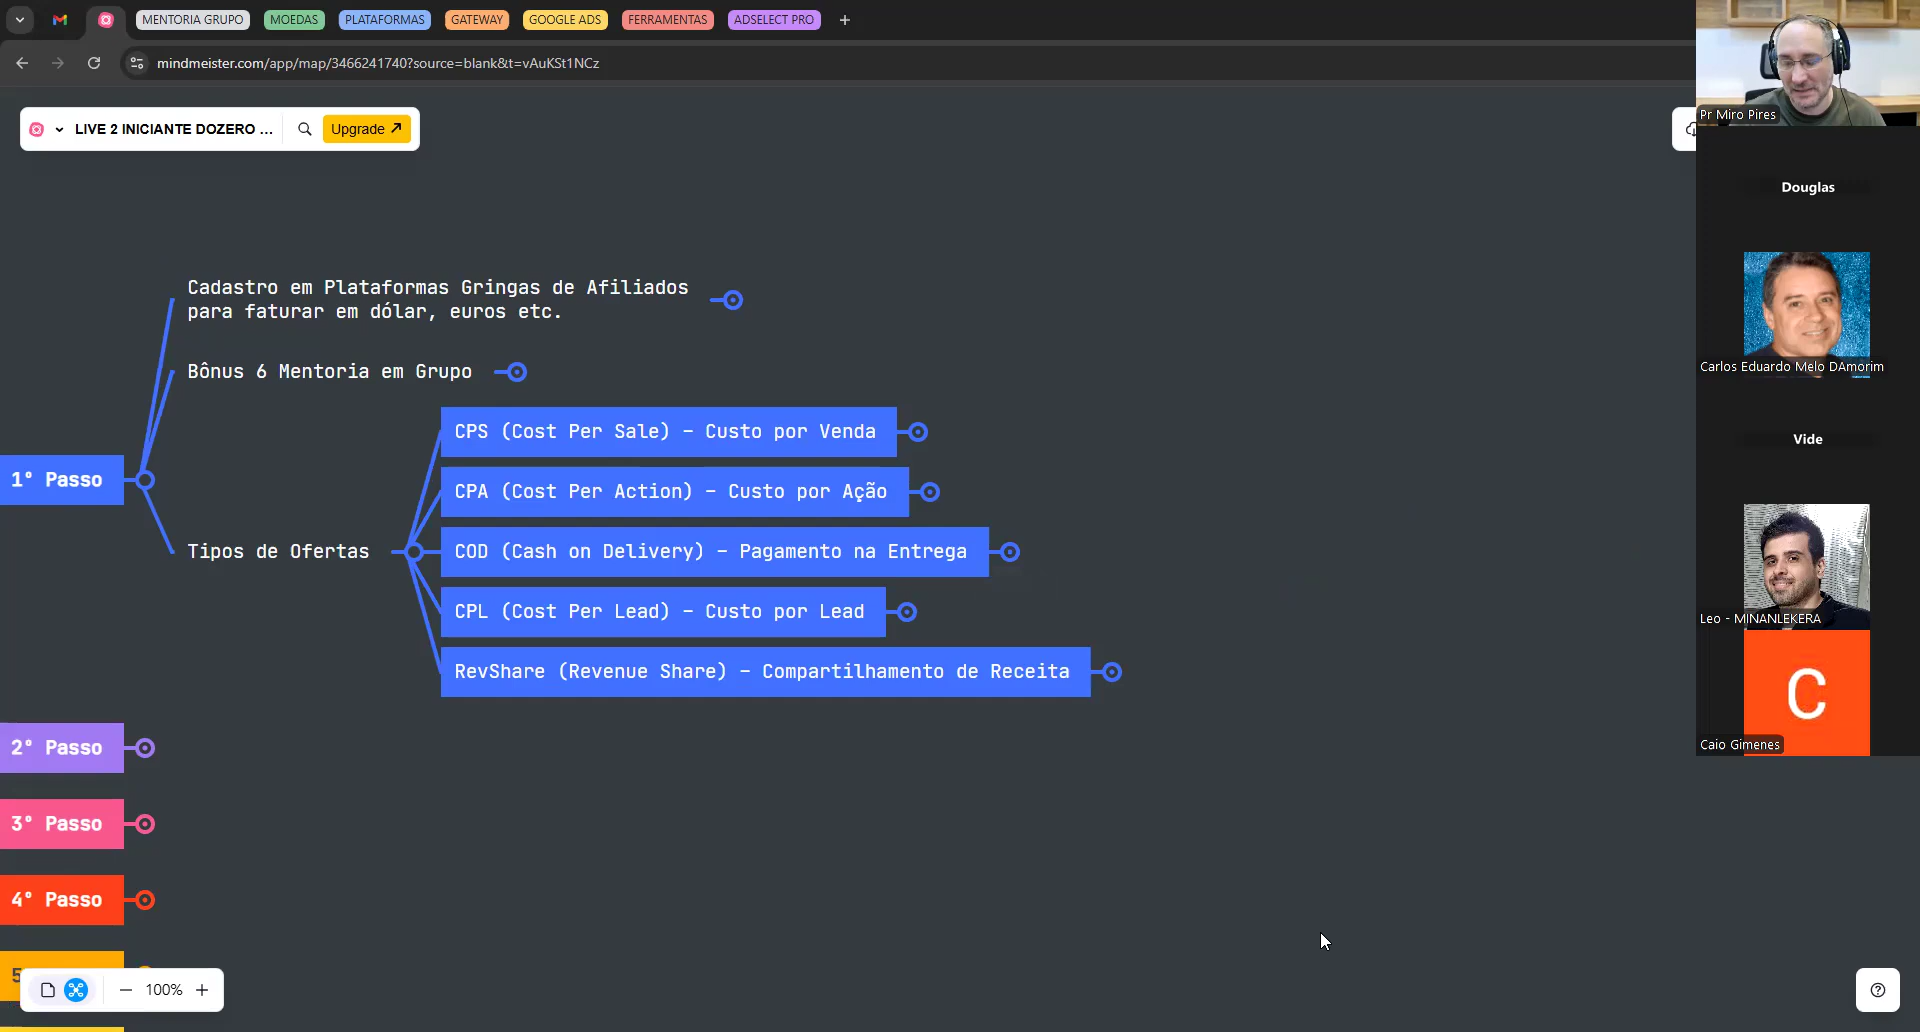 MENTORIA GRUPO
MOEDAS
PLATAFORMAS
GATEWAY
GOOGLE ADS
FERRAMENTAS
ADSELECT PRO
mindmeister.com/app/map/3466241740?source=blank&t=vAuKSt1NCz
LIVE 2 INICIANTE DOZERO ...
Upgrade
Cadastro em Plataformas Gringas de Afiliados
para faturar em dólar, euros etc.
Bônus 6 Mentoria em Grupo
1° Passo
Tipos de Ofertas
CPS (Cost Per Sale) - Custo por Venda
CPA (Cost Per Action) - Custo por Ação
COD (Cash on Delivery) - Pagamento na Entrega
CPL (Cost Per Lead) - Custo por Lead
RevShare (Revenue Share) - Compartilhamento de Receita
2° Passo
3° Passo
4° Passo
5
100%
Pr Miro Pires
Douglas
Carlos Eduardo Melo DAmorim
Vide
Leo - MINANLEKERA
C
Caio Gimenes